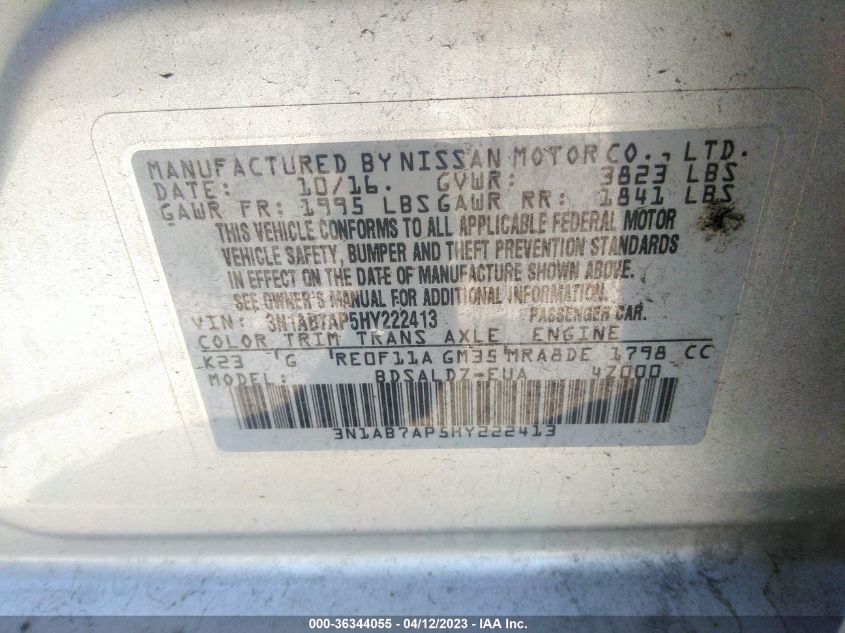 MANUFACTURED BY NISSAN MOTOR CO., LTD.
DATE: 10/16. GVWR: 3823 LBS
GAWR FR: 1995 LBS GAWR RR: 1841 LBS
THIS VEHICLE CONFORMS TO ALL APPLICABLE FEDERAL MOTOR
VEHICLE SAFETY, BUMPER AND THEFT PREVENTION STANDARDS
IN EFFECT ON THE DATE OF MANUFACTURE SHOWN ABOVE.
SEE OWNER'S MANUAL FOR ADDITIONAL INFORMATION.
VIN: 3N1AB7AP5HY222413 PASSENGER CAR.
COLOR TRIM TRANS AXLE ENGINE
K23 G RE0F11A GM35 MRA8DE 1798 CC
MODEL: BDSALDZ-EUA 4Z000
3N1AB7AP5HY222413
000-36344055 - 04/12/2023 - IAA Inc.